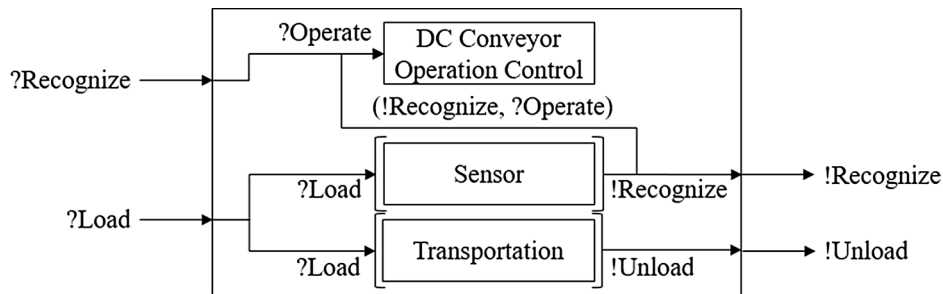 ?Operate
DC Conveyor
Operation Control
?Recognize
(!Recognize, ?Operate)
Sensor
?Load
!Recognize
!Recognize
?Load
Transportation
?Load
!Unload
!Unload